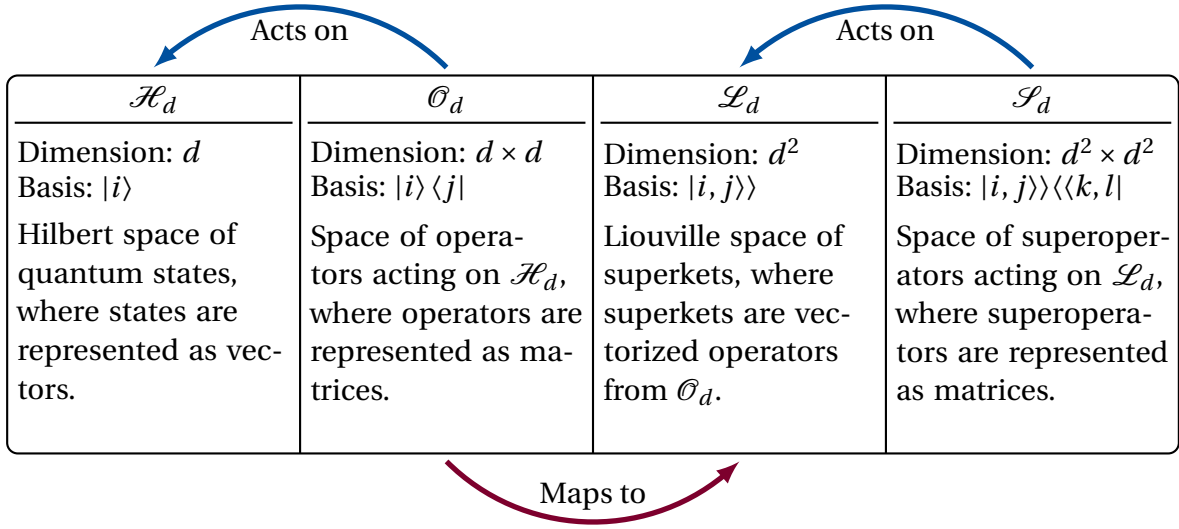 Acts on
Acts on
ℋ_d
𝒪_d
ℒ_d
𝒮_d
Dimension: d
Basis: |i⟩
Hilbert space of
quantum states,
where states are
represented as vec-
tors.
Dimension: d × d
Basis: |i⟩ ⟨j|
Space of opera-
tors acting on ℋ_d,
where operators are
represented as ma-
trices.
Dimension: d²
Basis: |i, j⟩⟩
Liouville space of
superkets, where
superkets are vec-
torized operators
from 𝒪_d.
Dimension: d² × d²
Basis: |i, j⟩⟩⟨⟨k, l|
Space of superoper-
ators acting on ℒ_d,
where superopera-
tors are represented
as matrices.
Maps to